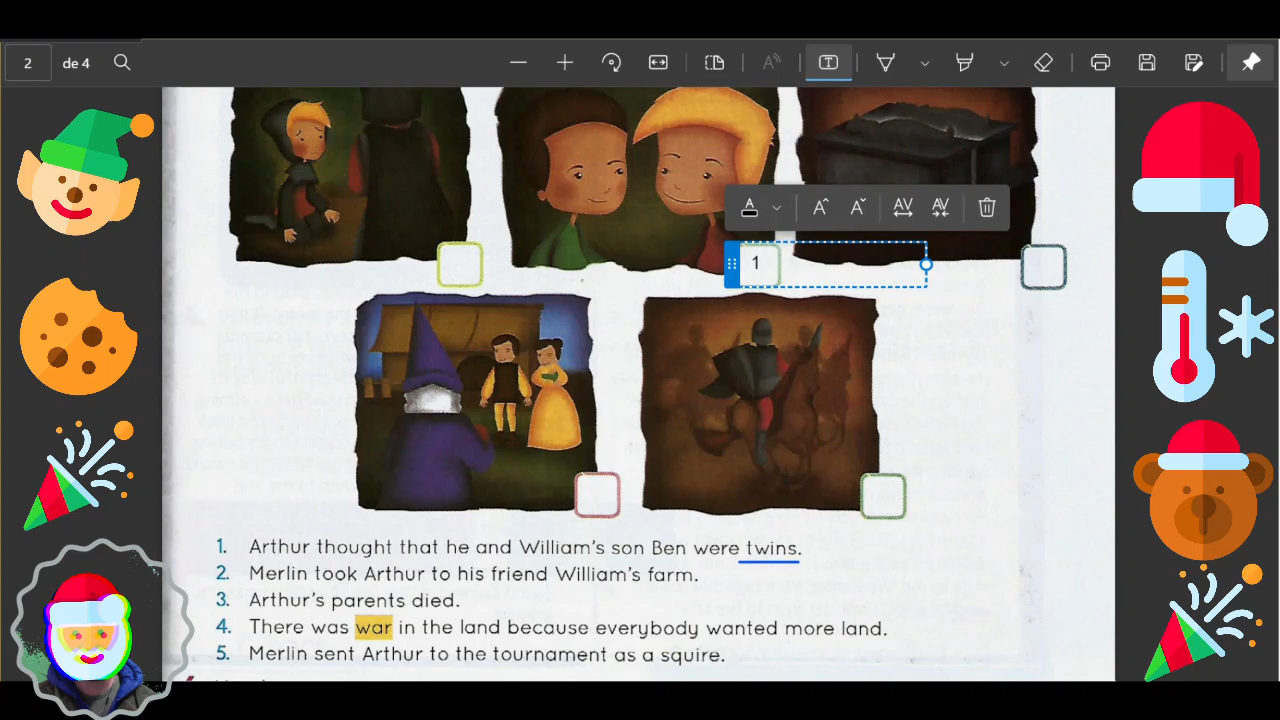 2 de 4
1
1. Arthur thought that he and William's son Ben were twins.
2. Merlin took Arthur to his friend William's farm.
3. Arthur's parents died.
4. There was war in the land because everybody wanted more land.
5. Merlin sent Arthur to the tournament as a squire.